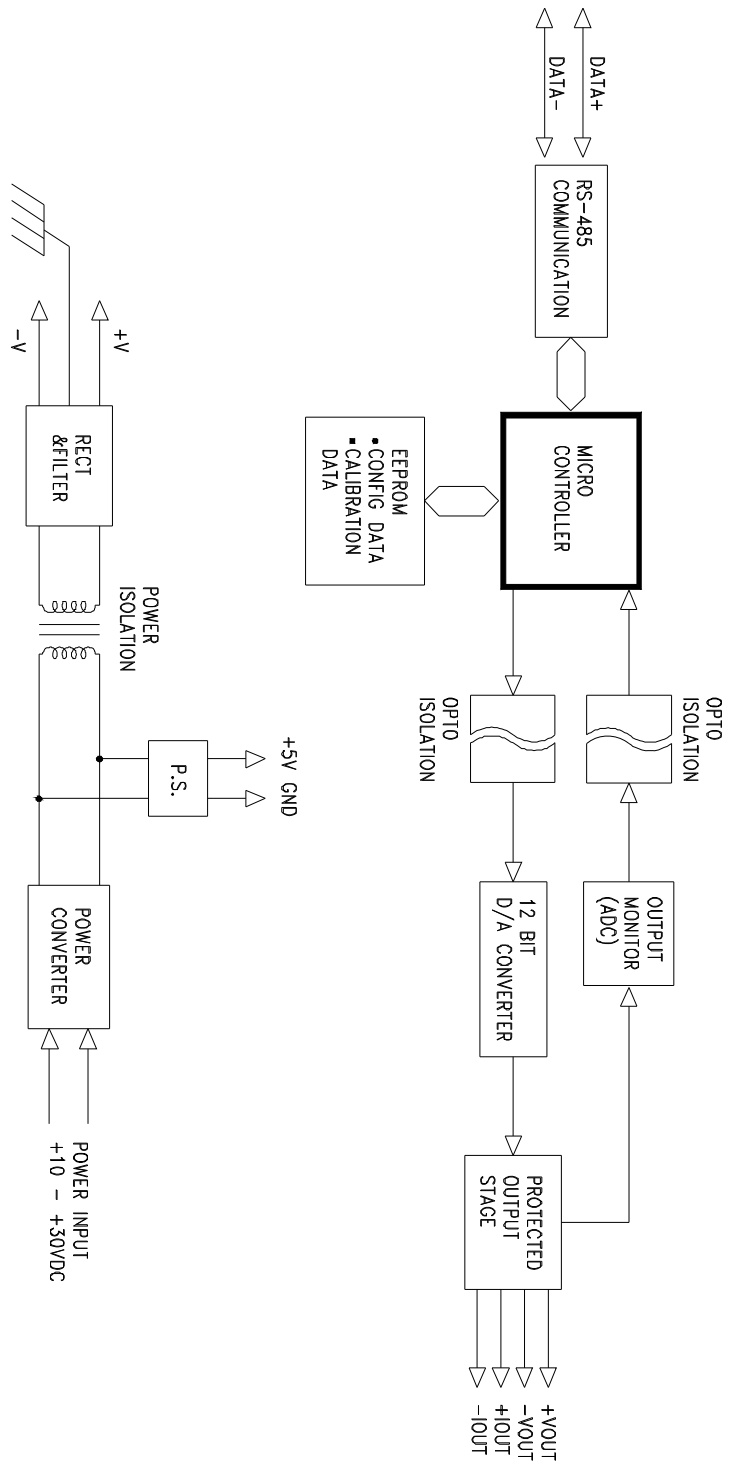 DATA+
DATA-
RS-485
COMMUNICATION
MICRO
CONTROLLER
EEPROM
• CONFIG DATA
▪ CALIBRATION
DATA
OPTO
ISOLATION
OPTO
ISOLATION
OUTPUT
MONITOR
(ADC)
12 BIT
D/A CONVERTER
PROTECTED
OUTPUT
STAGE
+VOUT
-VOUT
+IOUT
-IOUT
+V
-V
RECT
&FILTER
POWER
ISOLATION
+5V GND
P.S.
POWER
CONVERTER
POWER INPUT
+10 - +30VDC